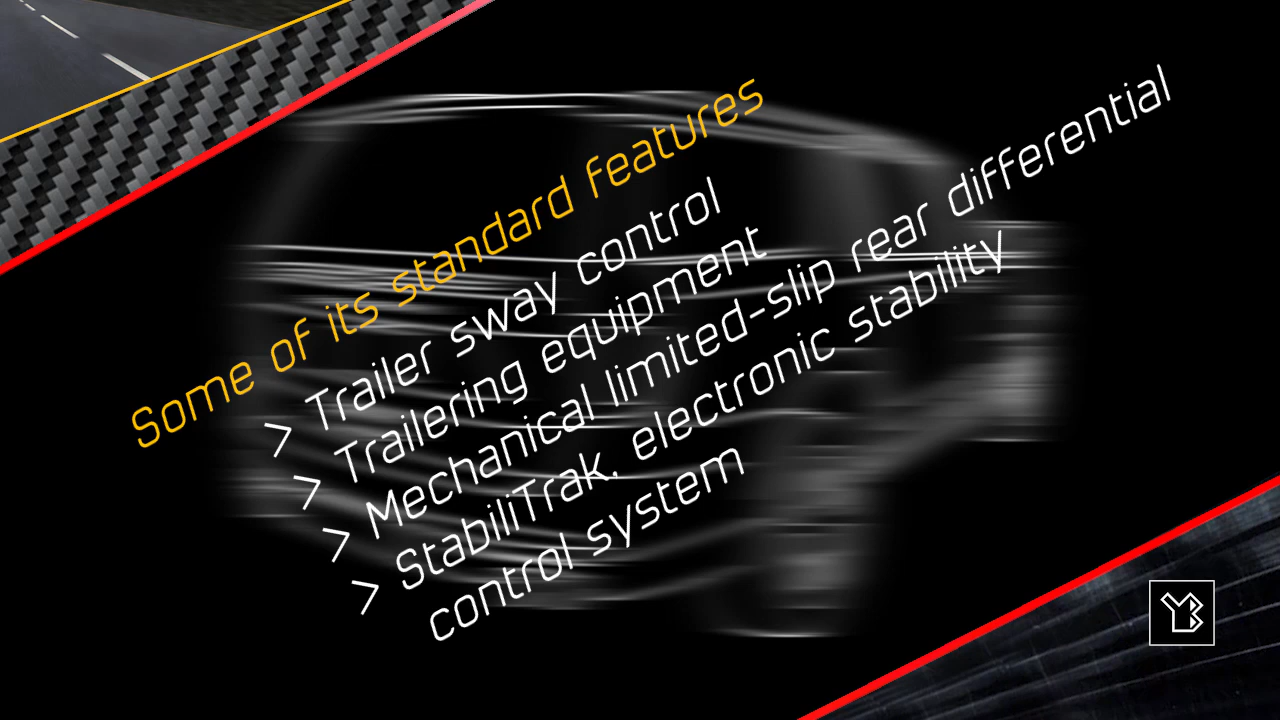 Some of its standard features
> Trailer sway control
> Trailering equipment
> Mechanical limited-slip rear differential
> StabiliTrak. electronic stability
control system